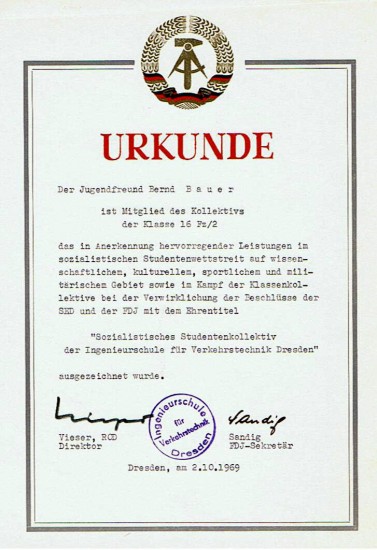 URKUNDE
Der Jugendfreund Bernd B a u e r
ist Mitglied des Kollektivs
der Klasse 16 Fz/2
das in Anerkennung hervorragender Leistungen im
sozialistischen Studentenwettstreit auf wissen-
schaftlichem, kulturellem, sportlichem und mili-
tärischem Gebiet sowie im Kampf der Klassenkol-
lektive bei der Verwirklichung der Beschlüsse der
SED und der FDJ mit dem Ehrentitel
"Sozialistisches Studentenkollektiv
der Ingenieurschule für Verkehrstechnik Dresden"
ausgezeichnet wurde.
Ingenieurschule
für
Verkehrstechnik
Dresden
Sandig
Vieser, ROD
Direktor
Sandig
FDJ-Sekretär
Dresden, am 2.10.1969